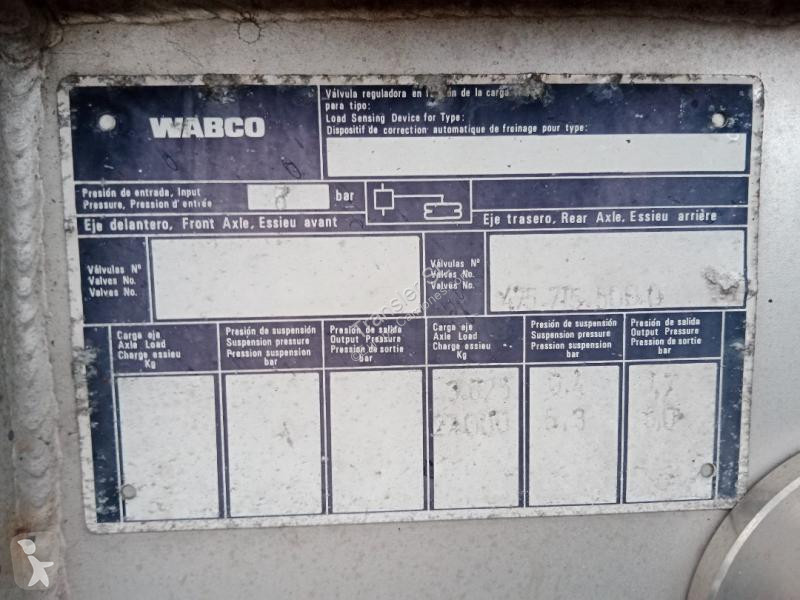 WABCO
Válvula reguladora en de la carga
para tipo:
Load Sensing Device for Type:
Dispositif de correction automatique de freinage pour type:
Presión de entrada, Input
Pressure, Pression d'entrée
8 bar
Eje delantero, Front Axle, Essieu avant
Eje trasero, Rear Axle, Essieu arrière
Válvulas Nº
Valves No.
Valves No.
Válvulas Nº
Valves No.
Valves No.
475.715.
Carga eje
Axle Load
Charge essieu
Kg
Presión de suspensión
Suspension pressure
Pression suspension
bar
Presión de salida
Output Pressure
Pression de sortie
bar
Carga eje
Axle Load
Charge essieu
Kg
Presión de suspensión
Suspension pressure
Pression suspension
bar
Presión de salida
Output Pressure
Pression de sortie
bar